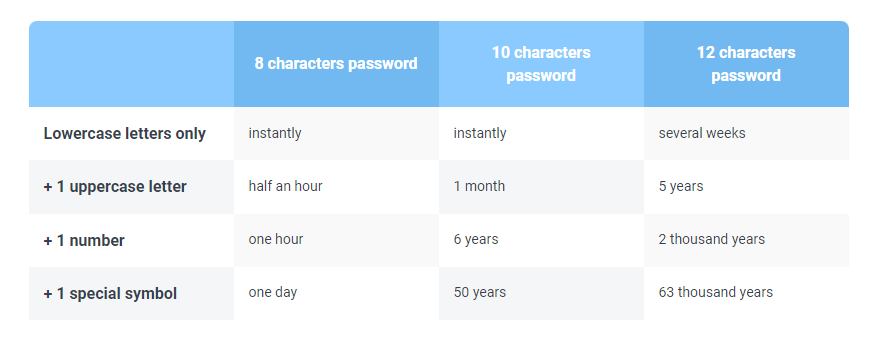 8 characters password
10 characters
password
12 characters
password
Lowercase letters only
instantly
instantly
several weeks
+ 1 uppercase letter
half an hour
1 month
5 years
+ 1 number
one hour
6 years
2 thousand years
+ 1 special symbol
one day
50 years
63 thousand years